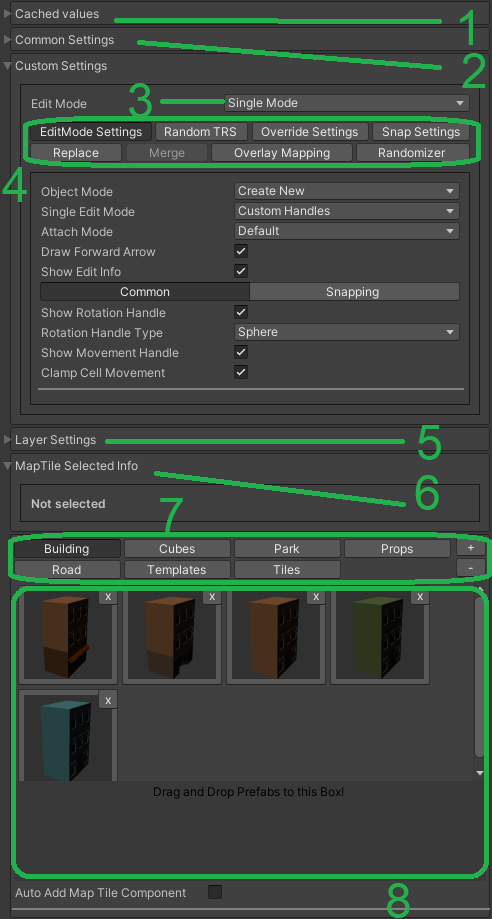 Cached values 1
Common Settings 2
Custom Settings
Edit Mode 3 Single Mode
EditMode Settings Random TRS Override Settings Snap Settings
Replace Merge Overlay Mapping Randomizer
4
Object Mode Create New
Single Edit Mode Custom Handles
Attach Mode Default
Draw Forward Arrow
Show Edit Info
Common Snapping
Show Rotation Handle
Rotation Handle Type Sphere
Show Movement Handle
Clamp Cell Movement
Layer Settings 5
MapTile Selected Info 6
Not selected
7
Building Cubes Park Props +
Road Templates Tiles -
x x x x
x
Drag and Drop Prefabs to this Box!
Auto Add Map Tile Component 8